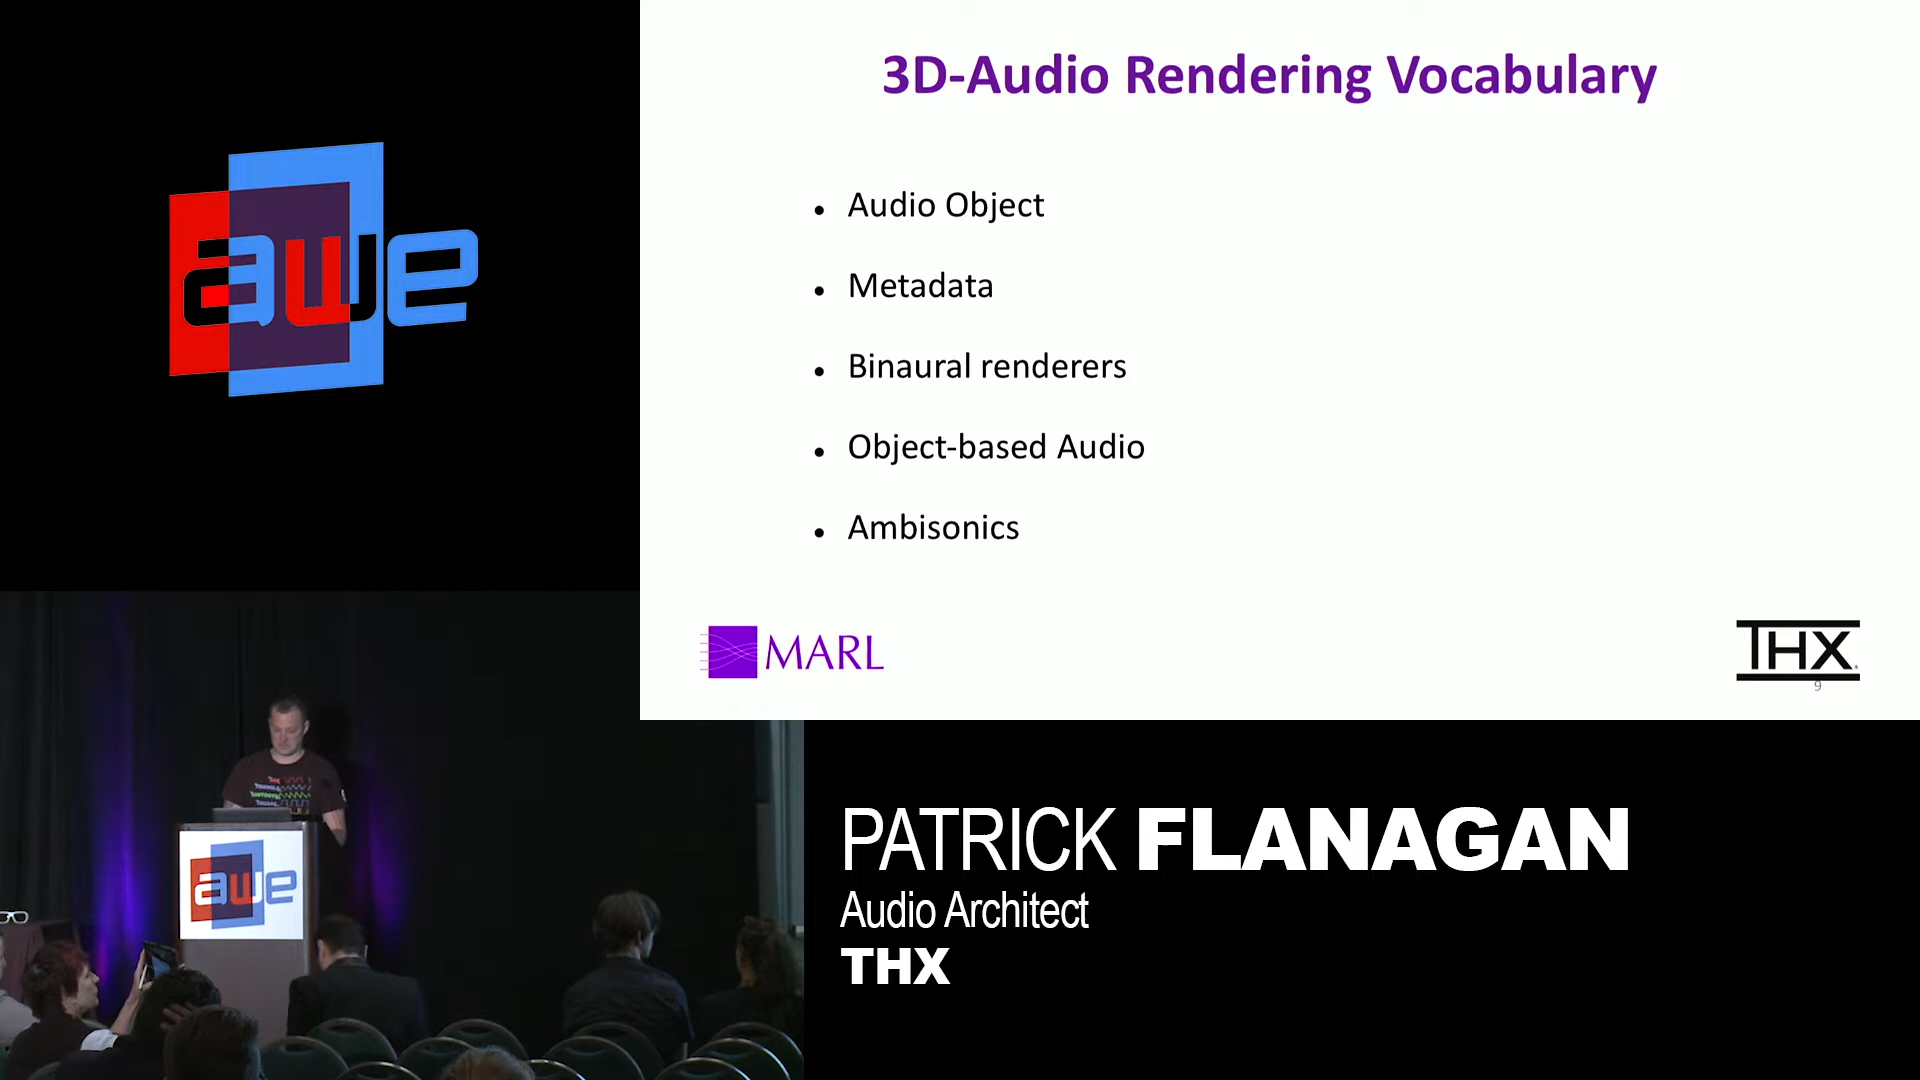 awe
3D-Audio Rendering Vocabulary
• Audio Object
• Metadata
• Binaural renderers
• Object-based Audio
• Ambisonics
MARL
THX
9
awe
PATRICK FLANAGAN
Audio Architect
THX